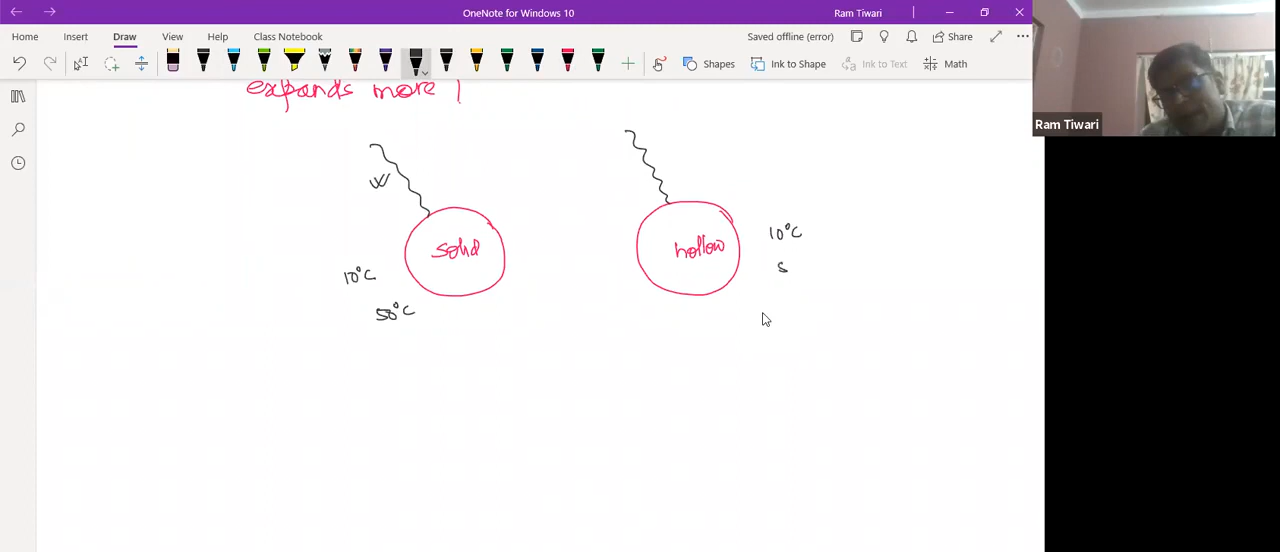 OneNote for Windows 10
Ram Tiwari
Home Insert Draw View Help Class Notebook
Saved offline (error) Share
Shapes Ink to Shape Ink to Text Math
Ram Tiwari
expands more
solid
hollow
10°C
10°C
50°C
s